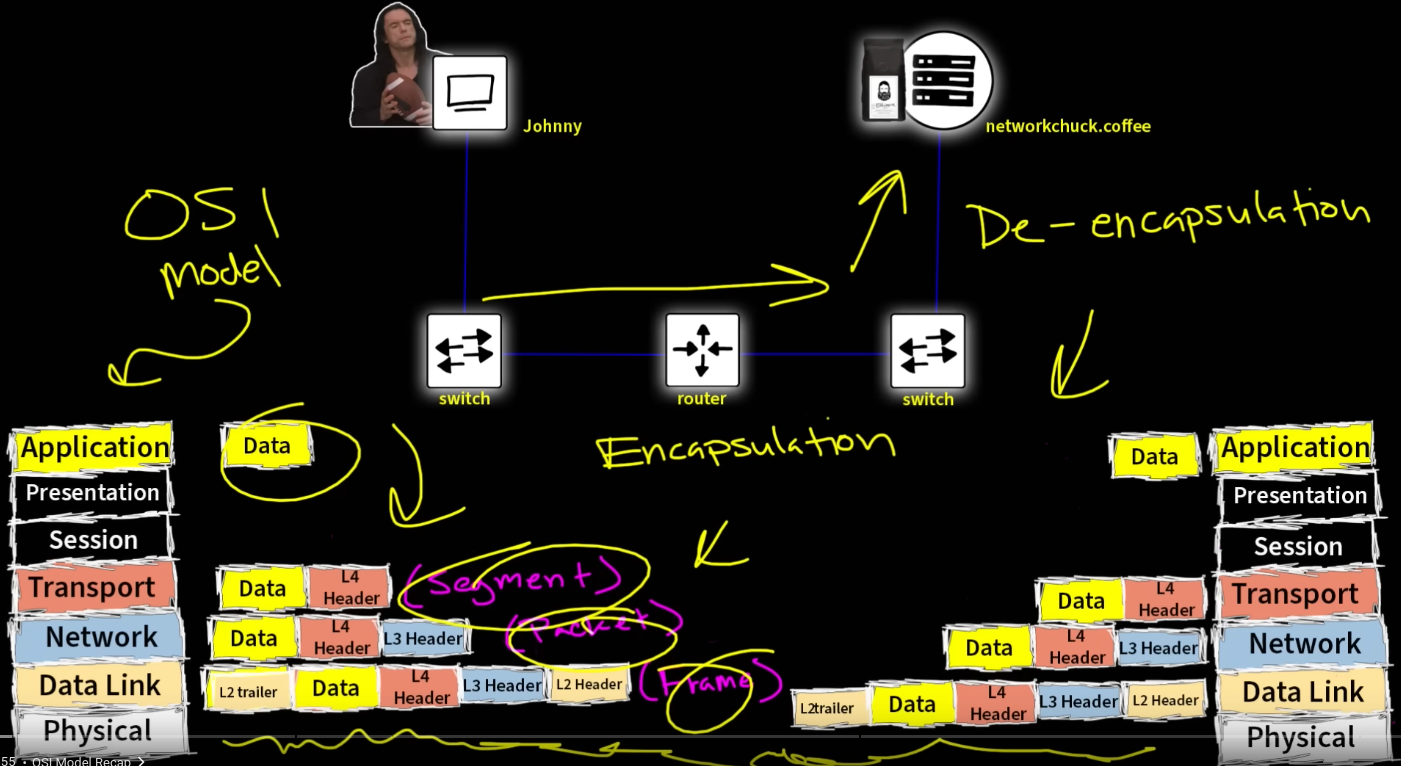 Johnny
networkchuck.coffee
OSI
model
De-encapsulation
switch
router
switch
Encapsulation
Application
Presentation
Session
Transport
Network
Data Link
Physical
Data
Data
L4
Header
(Segment)
Data
L4
Header
L3 Header
(Packet)
L2 trailer
Data
L4
Header
L3 Header
L2 Header
(Frame)
Data
Data
L4
Header
Data
L4
Header
L3 Header
L2trailer
Data
L4
Header
L3 Header
L2 Header
Application
Presentation
Session
Transport
Network
Data Link
Physical
55 • OSI Model Recap